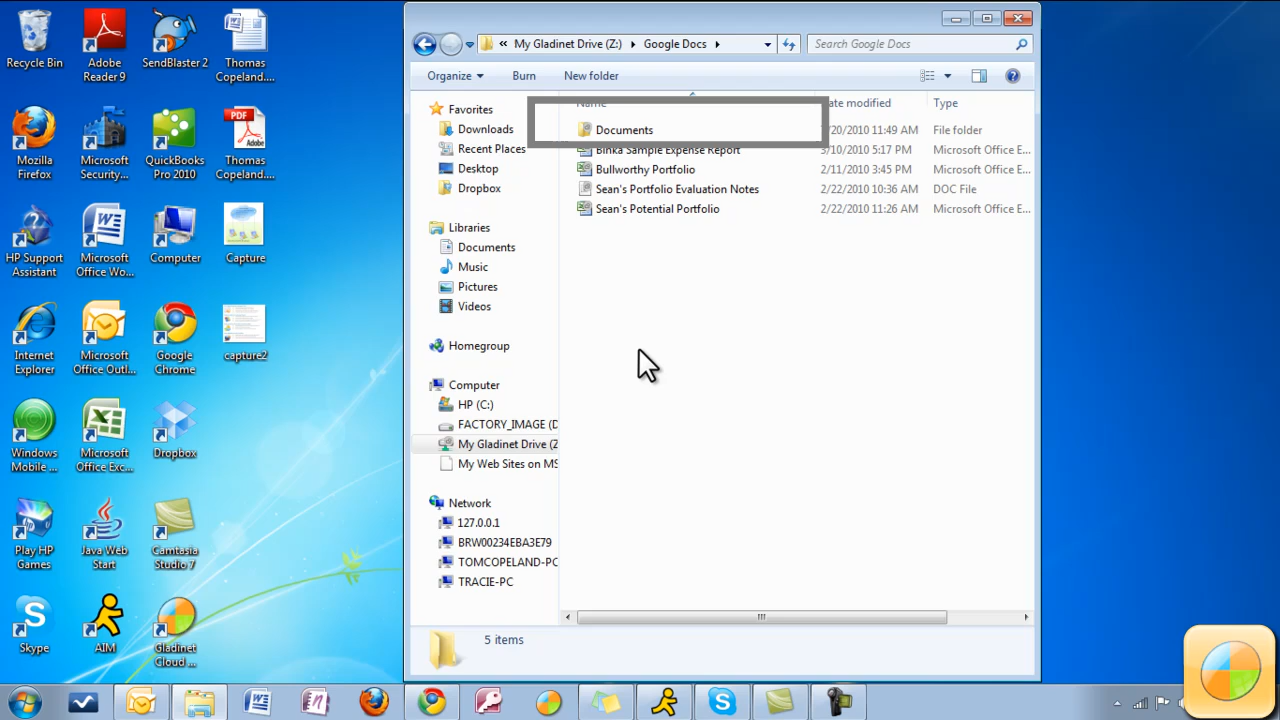 Recycle Bin
Adobe
Reader 9
SendBlaster 2
Thomas
Copeland....
Mozilla
Firefox
Microsoft
Security...
QuickBooks
Pro 2010
PDF
Adobe
Thomas
Copeland....
HP Support
Assistant
Microsoft
Office Wo...
Computer
Capture
Internet
Explorer
Microsoft
Office Outl...
Google
Chrome
capture2
Windows
Mobile ...
Microsoft
Office Exc...
Dropbox
Play HP
Games
Java Web
Start
Camtasia
Studio 7
Skype
AIM
Gladinet
Cloud ...
« My Gladinet Drive (Z:) Google Docs
Search Google Docs
Organize Burn New folder
Favorites
Downloads
Recent Places
Desktop
Dropbox
Libraries
Documents
Music
Pictures
Videos
Homegroup
Computer
HP (C:)
FACTORY_IMAGE (D
My Gladinet Drive (Z
My Web Sites on MS
Network
127.0.0.1
BRW00234EBA3E79
TOMCOPELAND-PC
TRACIE-PC
Name Date modified Type
Documents /20/2010 11:49 AM File folder
Binka Sample Expense Report /10/2010 5:17 PM Microsoft Office E...
Bullworthy Portfolio 2/11/2010 3:45 PM Microsoft Office E...
Sean's Portfolio Evaluation Notes 2/22/2010 10:36 AM DOC File
Sean's Potential Portfolio 2/22/2010 11:26 AM Microsoft Office E...
5 items